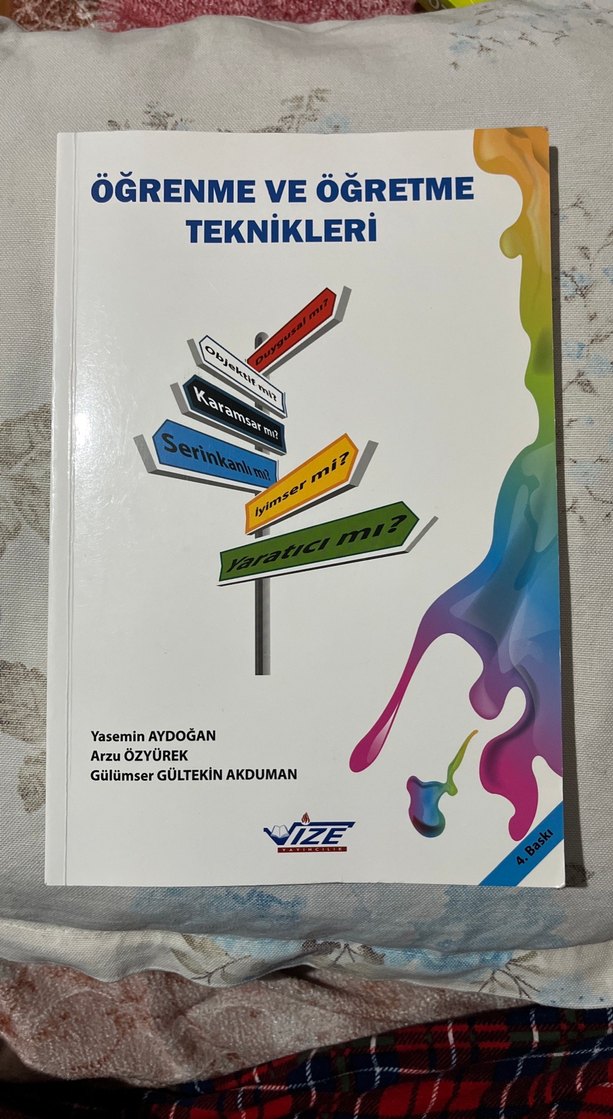 ÖĞRENME VE ÖĞRETME
TEKNİKLERİ
Duygusal mı?
Objektif mi?
Karamsar mı?
Serinkanlı mı?
İyimser mi?
Yaratıcı mı?
Yasemin AYDOĞAN
Arzu ÖZYÜREK
Gülümser GÜLTEKİN AKDUMAN
VİZE
YAYINCILIK
4. Baskı